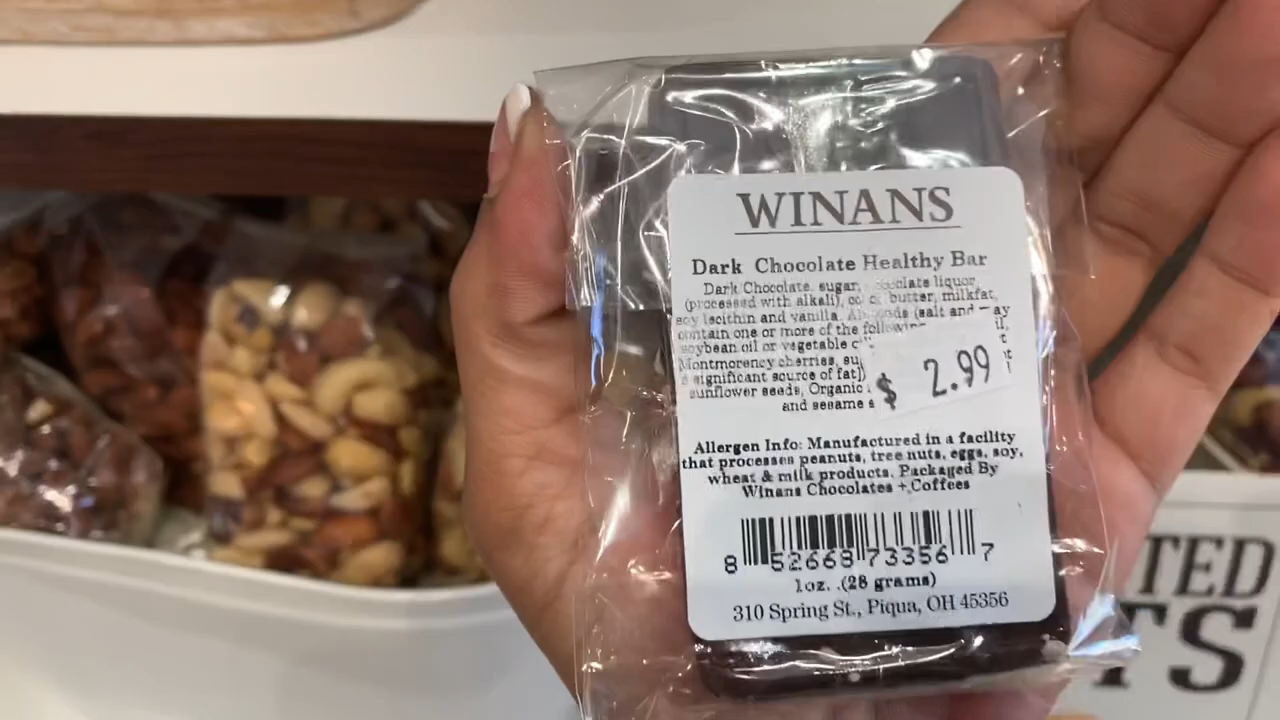 WINANS
Dark Chocolate Healthy Bar
Dark Chocolate. sugar, chocolate liquor,
(processed with alkali), butter, milkfat,
soy lecithin and vanilla. (salt and
contain one or more of the following
soybean oil or vegetable
Montmorency cherries,
significant source of fat)
sunflower seeds, Organic
and sesame
$ 2.99
Allergen Info: Manufactured in a facility
that processes peanuts, tree nuts, eggs, soy,
wheat & milk products. Packaged By
Winans Chocolates + Coffees
8 52668 73356 7
1oz. .(28 grams)
310 Spring St., Piqua, OH 45356
TED
TS